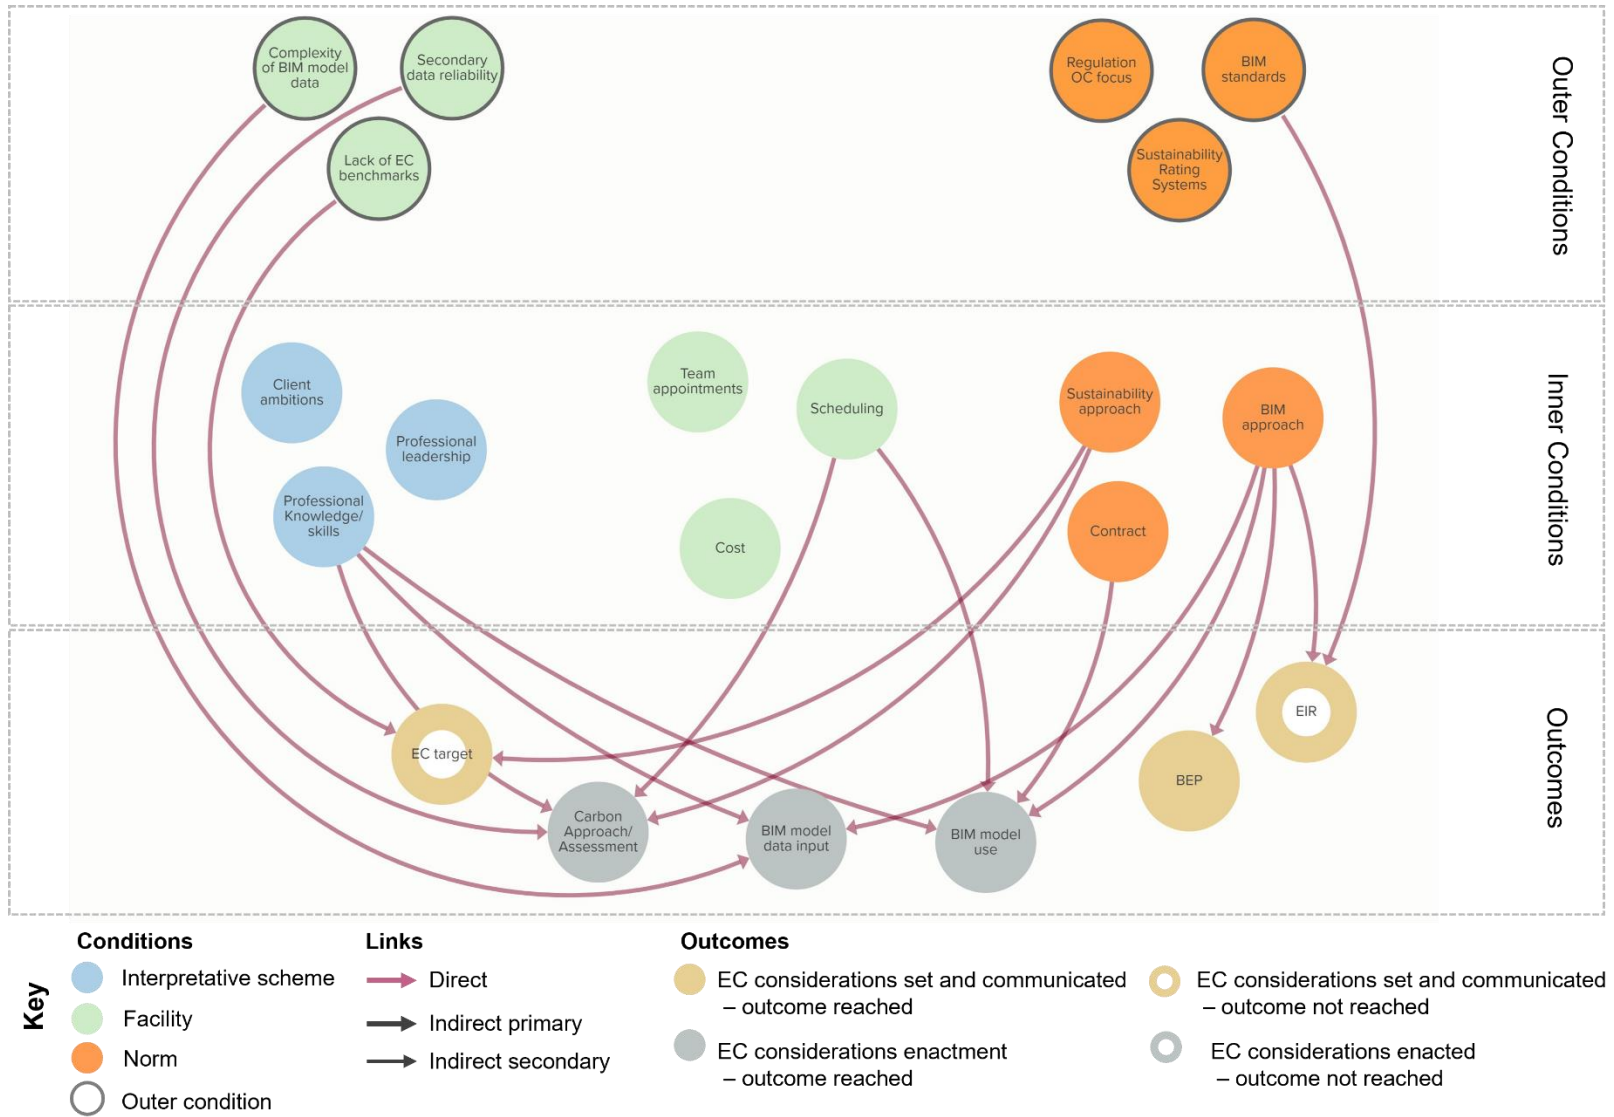 Complexity
of BIM model
data
Secondary
data reliability
Lack of EC
benchmarks
Regulation
OC focus
BIM
standards
Sustainability
Rating
Systems
Outer Conditions
Client
ambitions
Professional
leadership
Professional
Knowledge/
skills
Team
appointments
Scheduling
Cost
Sustainability
approach
BIM
approach
Contract
Inner Conditions
EC target
Carbon
Approach/
Assessment
BIM model
data input
BIM model
use
BEP
EIR
Outcomes
Key
Conditions
Interpretative scheme
Facility
Norm
Outer condition
Links
Direct
Indirect primary
Indirect secondary
Outcomes
EC considerations set and communicated
– outcome reached
EC considerations enactment
– outcome reached
EC considerations set and communicated
– outcome not reached
EC considerations enacted
– outcome not reached